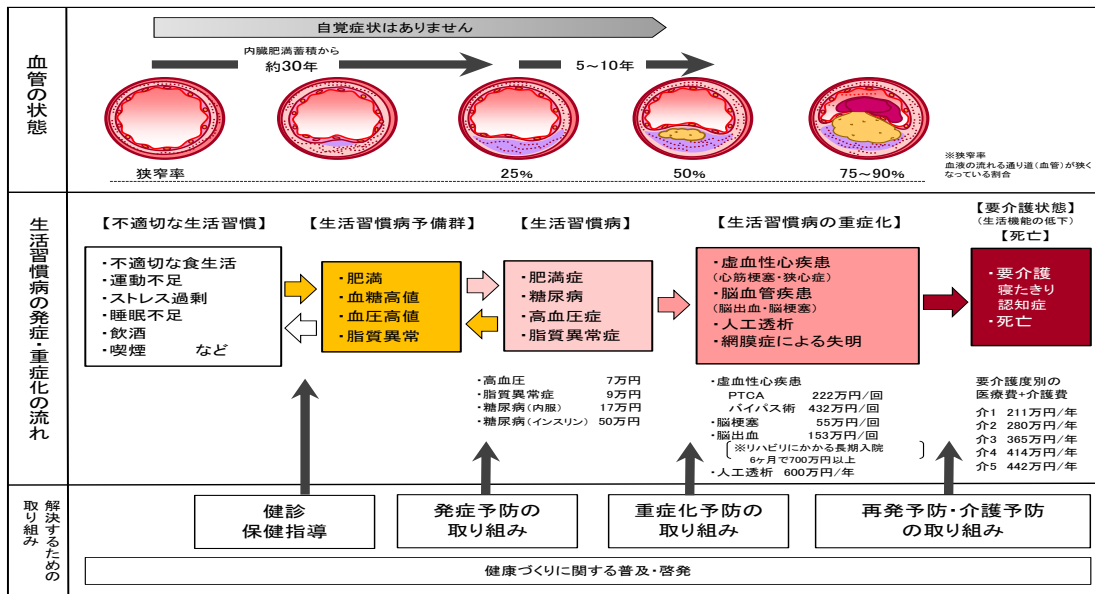 血管の状態
自覚症状はありません
内臓肥満蓄積から
約30年
5～10年
狭窄率
25%
50%
75～90%
※狭窄率
血液の流れる通り道(血管)が狭く
なっている割合
生活習慣病の発症・重症化の流れ
【不適切な生活習慣】
・不適切な食生活
・運動不足
・ストレス過剰
・睡眠不足
・飲酒
・喫煙 など
【生活習慣病予備群】
・肥満
・血糖高値
・血圧高値
・脂質異常
【生活習慣病】
・肥満症
・糖尿病
・高血圧症
・脂質異常症
【生活習慣病の重症化】
・虚血性心疾患
(心筋梗塞・狭心症)
・脳血管疾患
(脳出血・脳梗塞)
・人工透析
・網膜症による失明
【要介護状態】
(生活機能の低下)
【死亡】
・要介護
寝たきり
認知症
・死亡
・高血圧 7万円
・脂質異常症 9万円
・糖尿病(内服) 17万円
・糖尿病(インスリン) 50万円
・虚血性心疾患
PTCA 222万円/回
バイパス術 432万円/回
・脳梗塞 55万円/回
・脳出血 153万円/回
※リハビリにかかる長期入院
6ヶ月で700万円以上
・人工透析 600万円/年
要介護度別の
医療費+介護費
介1 211万円/年
介2 280万円/年
介3 365万円/年
介4 414万円/年
介5 442万円/年
解決するための
取り組み
健診
保健指導
発症予防の
取り組み
重症化予防の
取り組み
再発予防・介護予防
の取り組み
健康づくりに関する普及・啓発